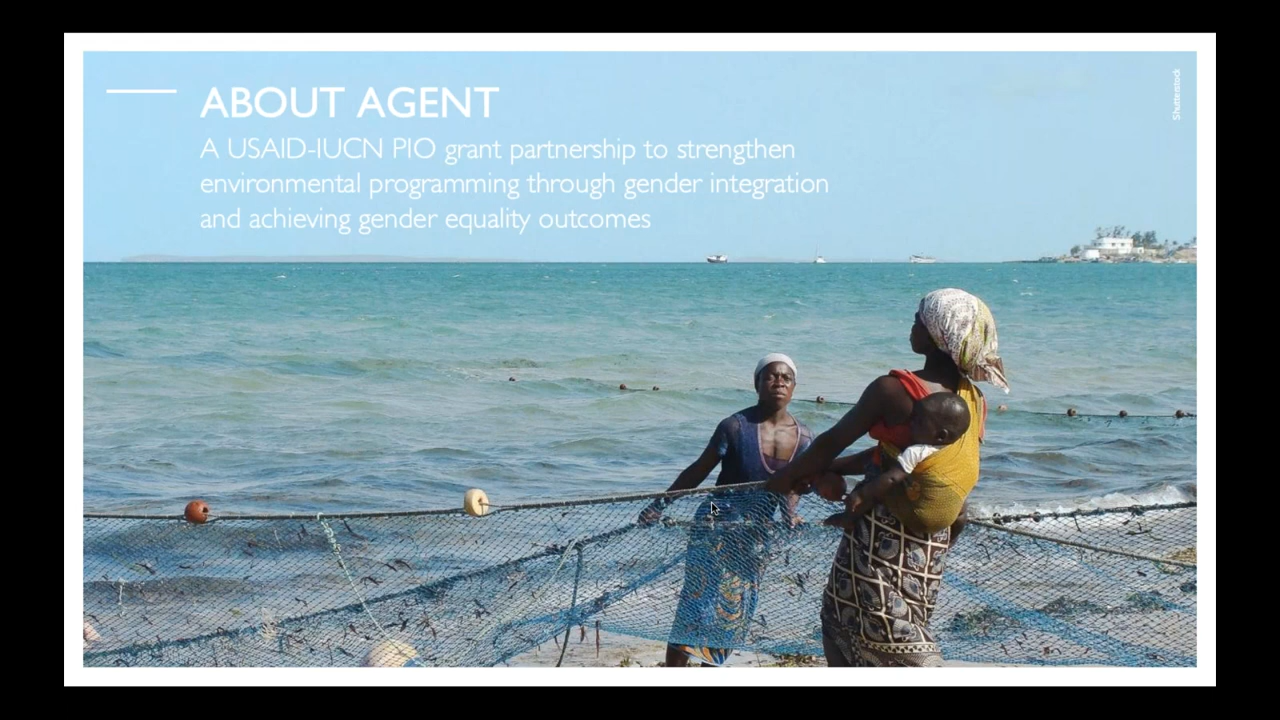 ABOUT AGENT
A USAID-IUCN PIO grant partnership to strengthen
environmental programming through gender integration
and achieving gender equality outcomes
Shutterstock